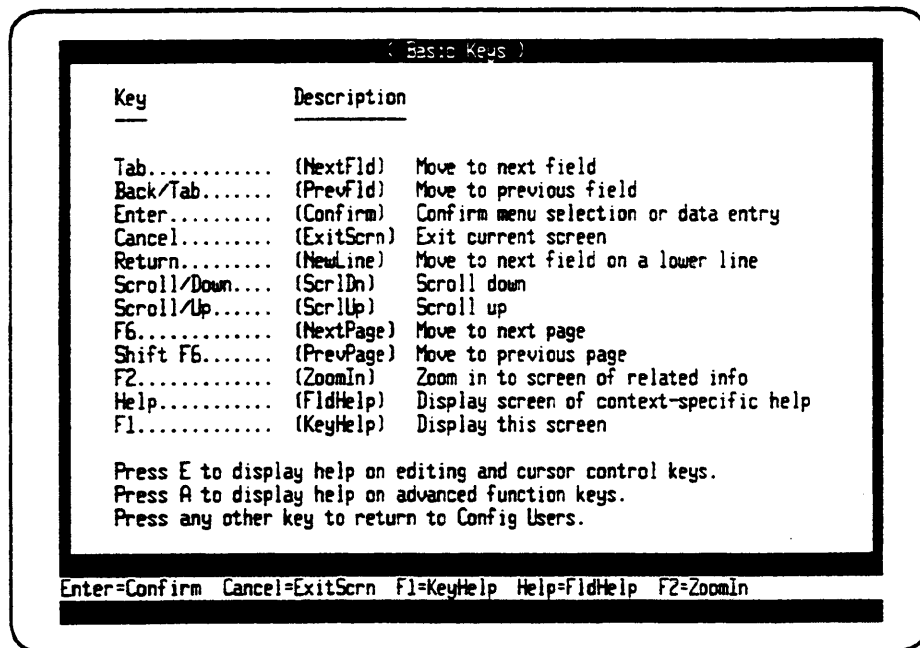 ( Basic Keys )
Key Description
Tab............ (NextFld) Move to next field
Back/Tab....... (PrevFld) Move to previous field
Enter.......... (Confirm) Confirm menu selection or data entry
Cancel......... (ExitScrn) Exit current screen
Return......... (NewLine) Move to next field on a lower line
Scroll/Down.... (ScrlDn) Scroll down
Scroll/Up...... (ScrlUp) Scroll up
F6............. (NextPage) Move to next page
Shift F6....... (PrevPage) Move to previous page
F2............. (ZoomIn) Zoom in to screen of related info
Help........... (FldHelp) Display screen of context-specific help
F1............. (KeyHelp) Display this screen
Press E to display help on editing and cursor control keys.
Press A to display help on advanced function keys.
Press any other key to return to Config Users.
Enter=Confirm Cancel=ExitScrn F1=KeyHelp Help=FldHelp F2=ZoomIn